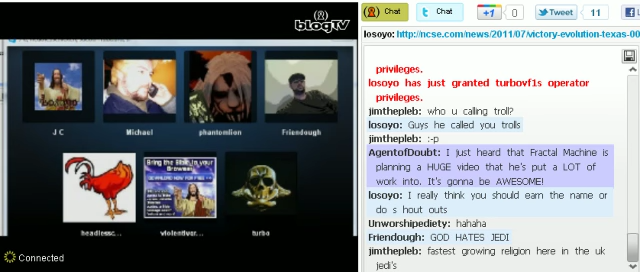 blogTV
J C
Michael
phantomlion
Friendough
headlessc...
violentiver...
turbo
Connected
Chat
Chat
+1
0
Tweet
11
losoyo: http://ncse.com/news/2011/07/victory-evolution-texas-00
privileges.
losoyo has just granted turbovf1s operator
privileges.
jimthepleb: who u calling troll?
losoyo: Guys he called you trolls
jimthepleb: :-p
AgentofDoubt: I just heard that Fractal Machine is
planning a HUGE video that he's put a LOT of
work into. It's gonna be AWESOME!
losoyo: I really think you should earn the name or
do s hout outs
Unworshipediety: hahaha
Friendough: GOD HATES JEDI
jimthepleb: fastest growing religion here in the uk
jedi's